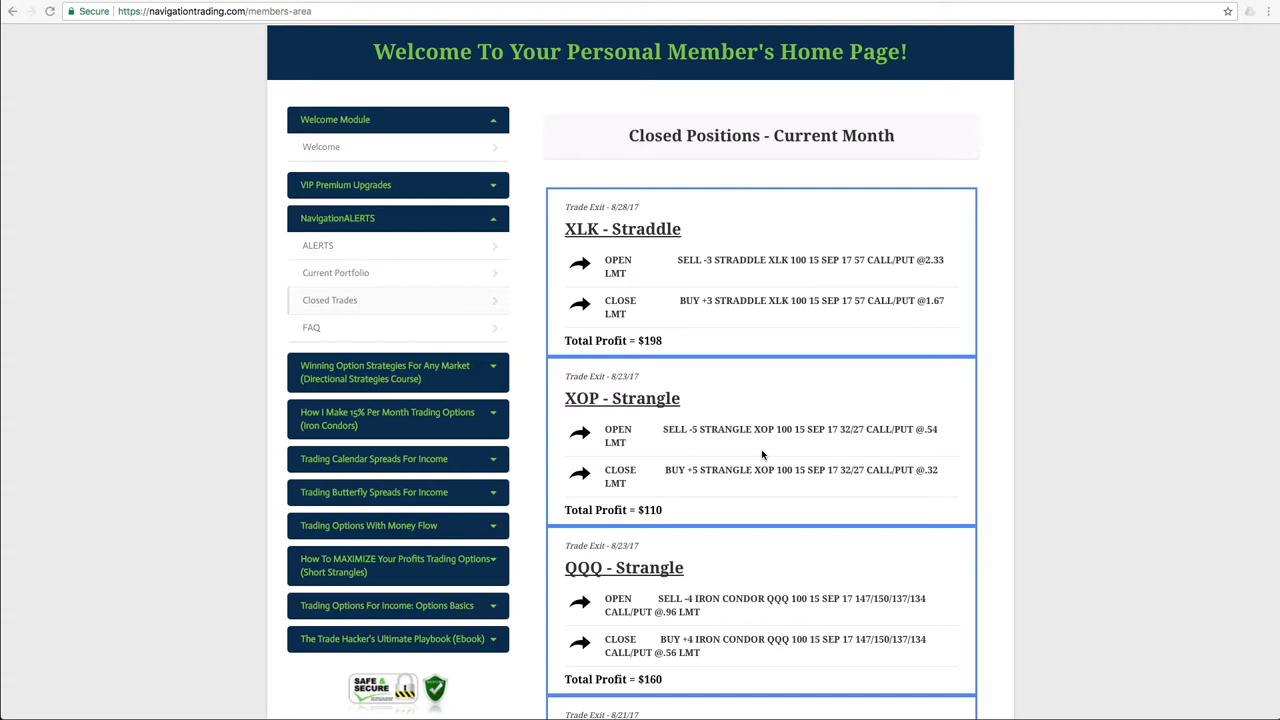 Secure
https://navigationtrading.com/members-area
Welcome To Your Personal Member's Home Page!
Welcome Module
Welcome
VIP Premium Upgrades
NavigationALERTS
ALERTS
Current Portfolio
Closed Trades
FAQ
Winning Option Strategies For Any Market
(Directional Strategies Course)
How I Make 15% Per Month Trading Options
(Iron Condors)
Trading Calendar Spreads For Income
Trading Butterfly Spreads For Income
Trading Options With Money Flow
How To MAXIMIZE Your Profits Trading Options
(Short Strangles)
Trading Options For Income: Options Basics
The Trade Hacker's Ultimate Playbook (Ebook)
SAFE &
SECURE
Closed Positions - Current Month
Trade Exit - 8/28/17
XLK - Straddle
OPEN SELL -3 STRADDLE XLK 100 15 SEP 17 57 CALL/PUT @2.33
LMT
CLOSE BUY +3 STRADDLE XLK 100 15 SEP 17 57 CALL/PUT @1.67
LMT
Total Profit = $198
Trade Exit - 8/23/17
XOP - Strangle
OPEN SELL -5 STRANGLE XOP 100 15 SEP 17 32/27 CALL/PUT @.54
LMT
CLOSE BUY +5 STRANGLE XOP 100 15 SEP 17 32/27 CALL/PUT @.32
LMT
Total Profit = $110
Trade Exit - 8/23/17
QQQ - Strangle
OPEN SELL -4 IRON CONDOR QQQ 100 15 SEP 17 147/150/137/134
CALL/PUT @.96 LMT
CLOSE BUY +4 IRON CONDOR QQQ 100 15 SEP 17 147/150/137/134
CALL/PUT @.56 LMT
Total Profit = $160
Trade Exit - 8/21/17